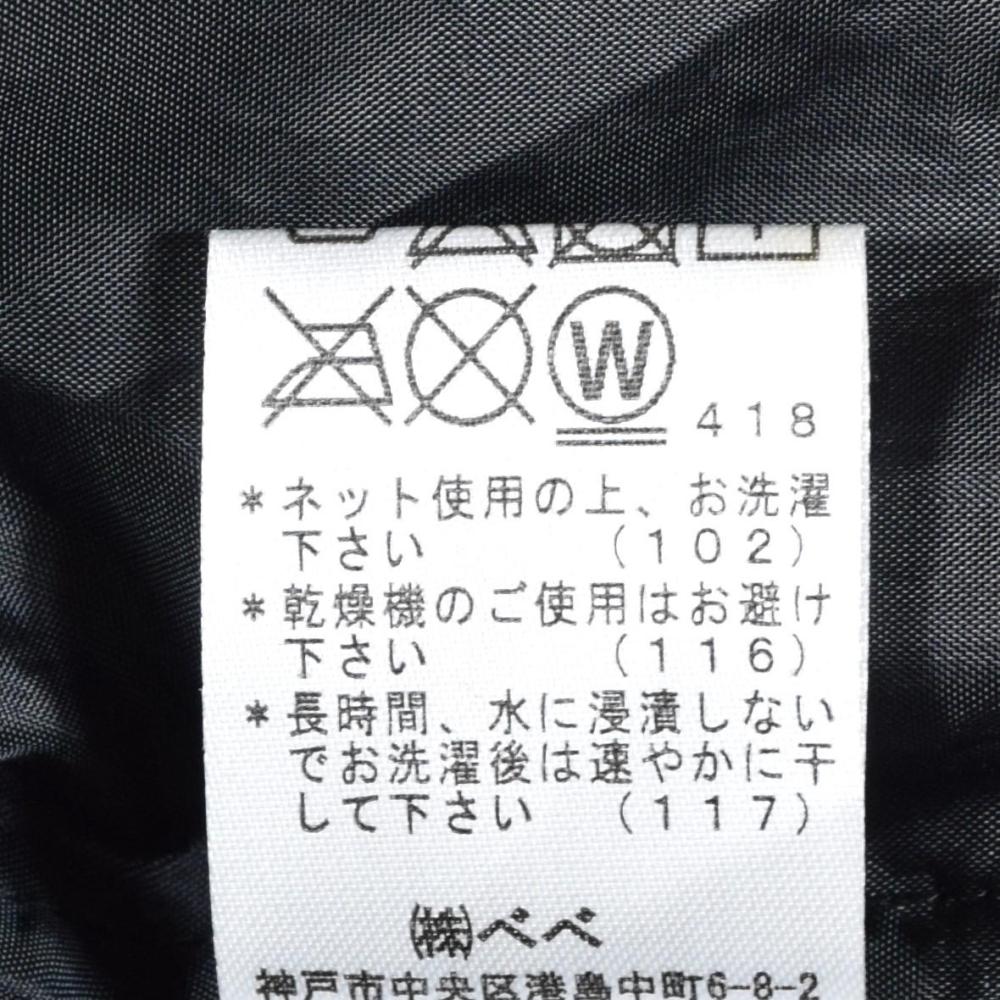 W 418
*ネット使用の上、お洗濯
下さい (102)
*乾燥機のご使用はお避け
下さい (116)
*長時間、水に浸漬しない
でお洗濯後は速やかに干
して下さい (117)
㈱べべ
神戸市中央区港島中町6-8-2